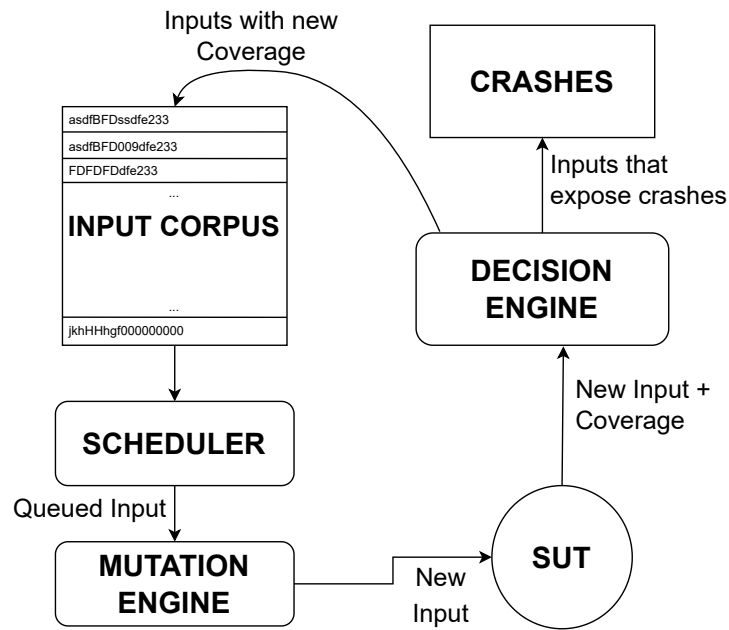 Inputs with new
Coverage
CRASHES
asdfBFDssdfe233
asdfBFD009dfe233
FDFDFDdfe233
...
INPUT CORPUS
...
jkhHHhgf000000000
Inputs that
expose crashes
DECISION
ENGINE
New Input +
Coverage
SCHEDULER
Queued Input
MUTATION
ENGINE
New
Input
SUT